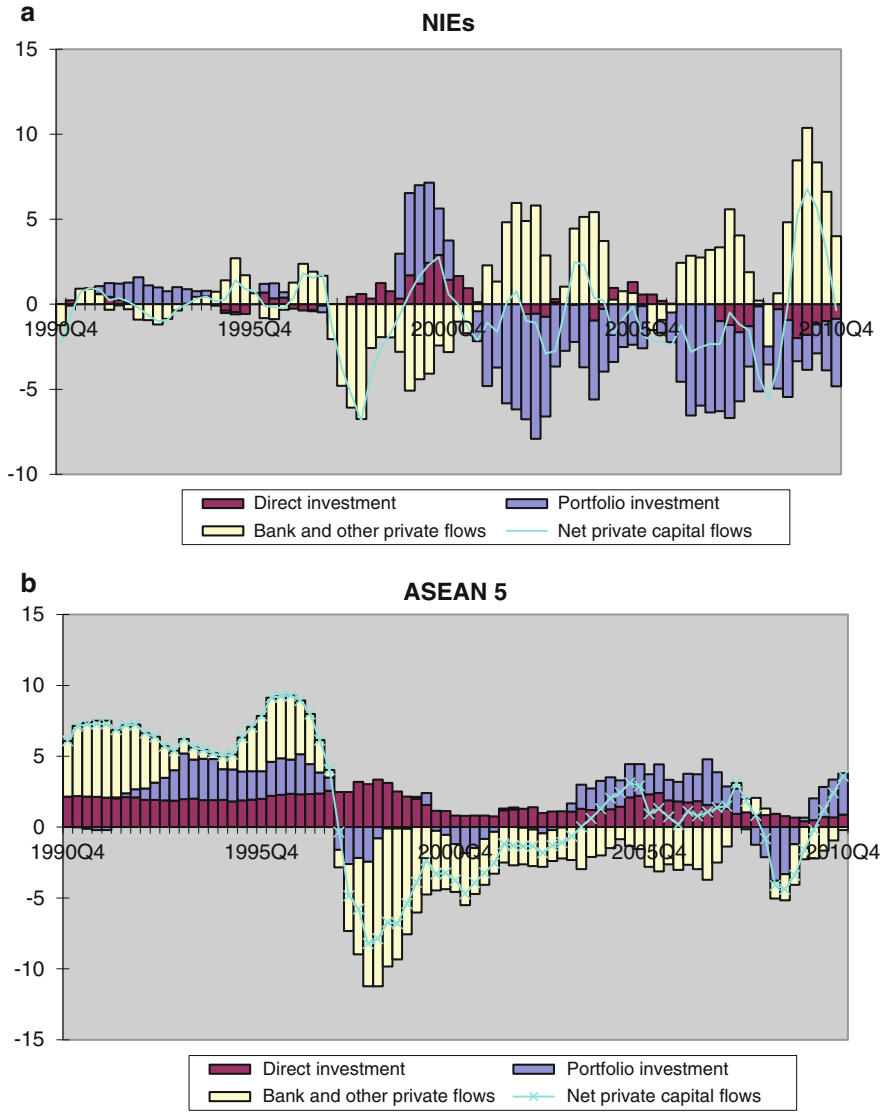 a
NIEs
15
10
5
0
1990Q4 1995Q4 2000Q4 2005Q4 2010Q4
-5
-10
Direct investment Portfolio investment
Bank and other private flows Net private capital flows
b
ASEAN 5
15
10
5
0
1990Q4 1995Q4 2000Q4 2005Q4 2010Q4
-5
-10
-15
Direct investment Portfolio investment
Bank and other private flows Net private capital flows